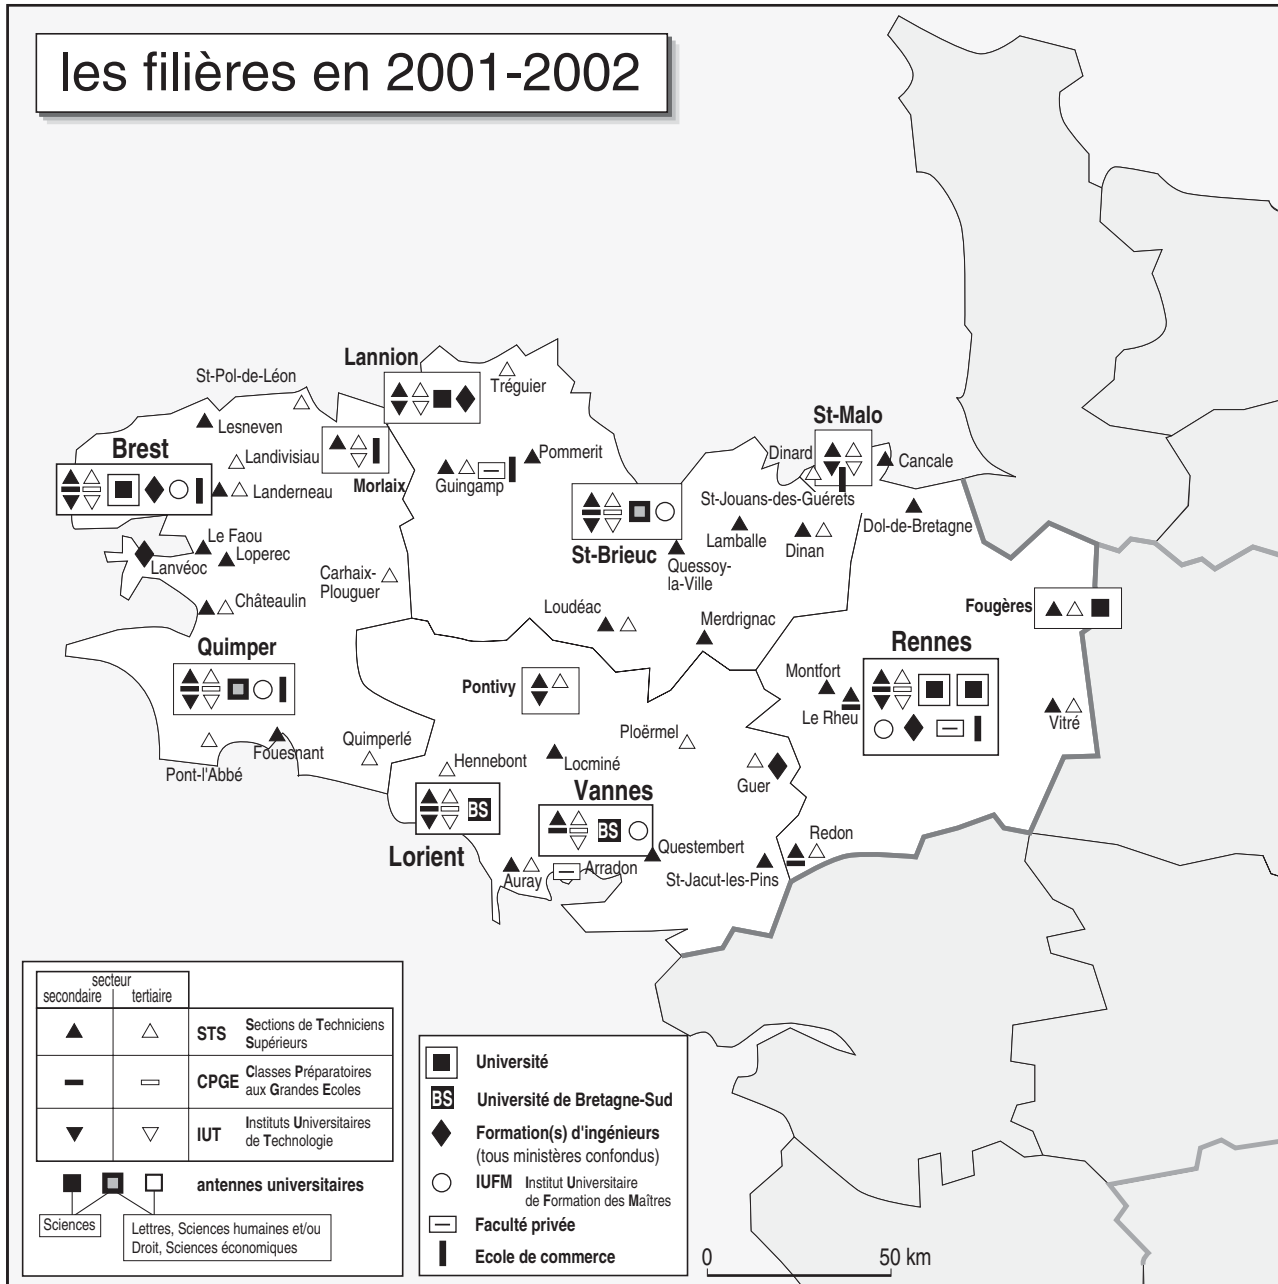 les filières en 2001-2002
Lannion
Tréguier
St-Pol-de-Léon
Lesneven
St-Malo
Brest
Landivisiau
Pommerit
Dinard
Cancale
Morlaix
Guingamp
Landerneau
St-Jouans-des-Guérets
Dol-de-Bretagne
Le Faou
Loperec
Lanvéoc
St-Brieuc
Lamballe
Dinan
Quessoy-
la-Ville
Carhaix-
Plouguer
Châteaulin
Loudéac
Merdrignac
Fougères
Quimper
Rennes
Pontivy
Montfort
Le Rheu
Vitré
Ploërmel
Fouesnant
Quimperlé
Pont-l'Abbé
Hennebont
Locminé
Guer
Vannes
BS
BS
Lorient
Questembert
Redon
Auray
Arradon
St-Jacut-les-Pins
secteur
secondaire tertiaire
STS Sections de Techniciens
Supérieurs
CPGE Classes Préparatoires
aux Grandes Ecoles
IUT Instituts Universitaires
de Technologie
antennes universitaires
Sciences
Lettres, Sciences humaines et/ou
Droit, Sciences économiques
Université
BS Université de Bretagne-Sud
Formation(s) d'ingénieurs
(tous ministères confondus)
IUFM Institut Universitaire
de Formation des Maîtres
Faculté privée
Ecole de commerce
0 50 km